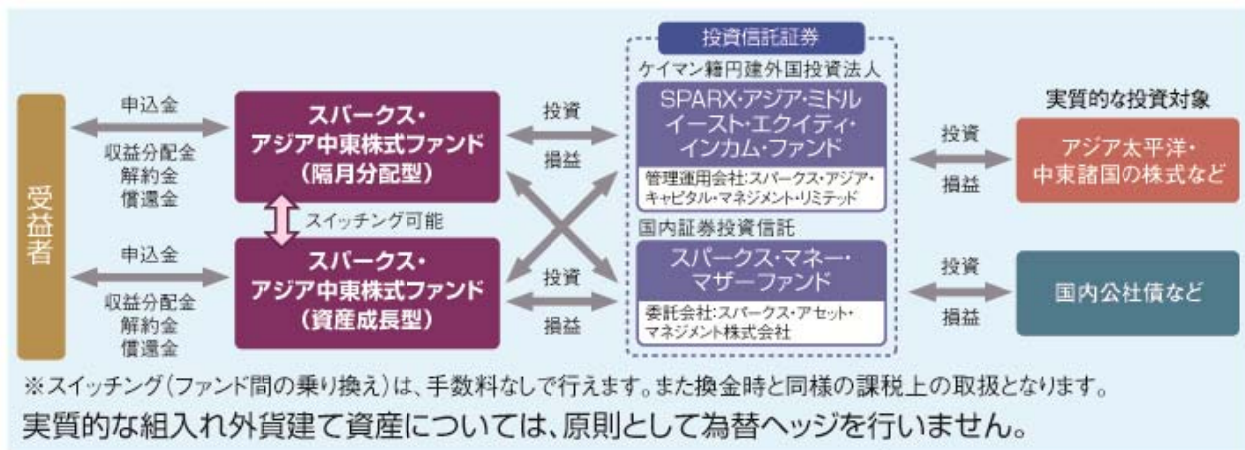 投資信託証券
ケイマン籍円建外国投資法人
受益者
申込金
収益分配金
解約金
償還金
スパークス・
アジア中東株式ファンド
(隔月分配型)
投資
損益
SPARX・アジア・ミドル
イースト・エクイティ・
インカム・ファンド
管理運用会社:スパークス・アジア・
キャピタル・マネジメント・リミテッド
投資
損益
実質的な投資対象
アジア太平洋・
中東諸国の株式など
スイッチング可能
申込金
収益分配金
解約金
償還金
スパークス・
アジア中東株式ファンド
(資産成長型)
投資
損益
国内証券投資信託
スパークス・マネー・
マザーファンド
委託会社:スパークス・アセット・
マネジメント株式会社
投資
損益
国内公社債など
※スイッチング(ファンド間の乗り換え)は、手数料なしで行えます。また換金時と同様の課税上の取扱となります。
実質的な組入れ外貨建て資産については、原則として為替ヘッジを行いません。